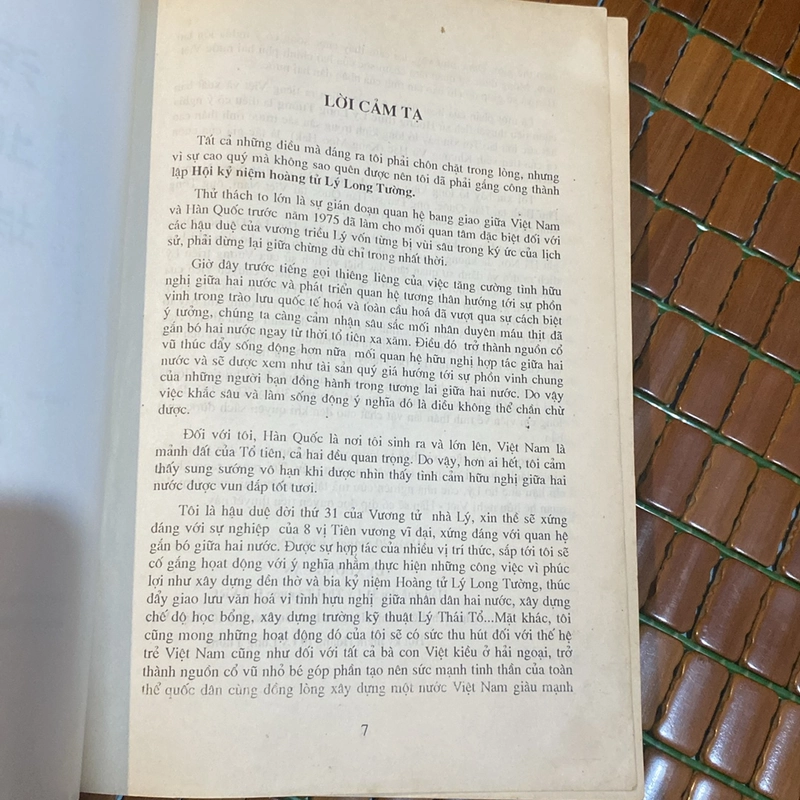 LỜI CẢM TẠ
Tất cả những điều mà đáng ra tôi phải chôn chặt trong lòng, nhưng
vì sự cao quý mà không sao quên được nên tôi đã phải gắng công thành
lập Hội kỷ niệm hoàng tử Lý Long Tường.
Thử thách to lớn là sự gián đoạn quan hệ bang giao giữa Việt Nam
và Hàn Quốc trước năm 1975 đã làm cho mối quan tâm đặc biệt đối với
các hậu duệ của vương triều Lý vốn từng bị vùi sâu trong ký ức của lịch
sử, phải dừng lại giữa chừng dù chỉ trong nhất thời.
Giờ đây trước tiếng gọi thiêng liêng của việc tăng cường tình hữu
nghị giữa hai nước và phát triển quan hệ tương thân hướng tới sự phồn
vinh trong trào lưu quốc tế hoá và toàn cầu hoá đã vượt qua sự cách biệt
ý tưởng, chúng ta càng cảm nhận sâu sắc mối nhân duyên máu thịt đã
gắn bó hai nước ngay từ thời tổ tiên xa xăm. Điều đó trở thành nguồn cổ
vũ thúc đẩy sống động hơn nữa mối quan hệ hữu nghị hợp tác giữa hai
nước và sẽ được xem như tài sản quý giá hướng tới sự phồn vinh chung
của những người bạn đồng hành trong tương lai giữa hai nước. Do vậy
việc khắc sâu và làm sống động ý nghĩa đó là điều không thể chần chừ
được.
Đối với tôi, Hàn Quốc là nơi tôi sinh ra và lớn lên, Việt Nam là
mảnh đất của Tổ tiên, cả hai đều quan trọng. Do vậy, hơn ai hết, tôi cảm
thấy sung sướng vô hạn khi được nhìn thấy tình cảm hữu nghị giữa hai
nước được vun đắp tốt tươi.
Tôi là hậu duệ đời thứ 31 của Vương tử nhà Lý, xin thề sẽ xứng
đáng với sự nghiệp của 8 vị Tiên vương vĩ đại, xứng đáng với quan hệ
gắn bó giữa hai nước. Được sự hợp tác của nhiều vị trí thức, sắp tới tôi sẽ
cố gắng họat động với ý nghĩa nhằm thực hiện những công việc vì phúc
lợi như xây dựng đền thờ và bia kỷ niệm Hoàng tử Lý Long Tường, thúc
đẩy giao lưu văn hoá vì tình hựu nghị giữa nhân dân hai nước, xây dựng
chế độ học bổng, xây dựng trường kỹ thuật Lý Thái Tổ...Mặt khác, tôi
cũng mong những hoạt động đó của tôi sẽ có sức thu hút đối với thế hệ
trẻ Việt Nam cũng như đối với tất cả bà con Việt kiều ở hải ngoại, trở
thành nguồn cổ vũ nhỏ bé góp phần tạo nên sức mạnh tinh thần của toàn
thể quốc dân cùng đồng lòng xây dựng một nước Việt Nam giàu mạnh
7